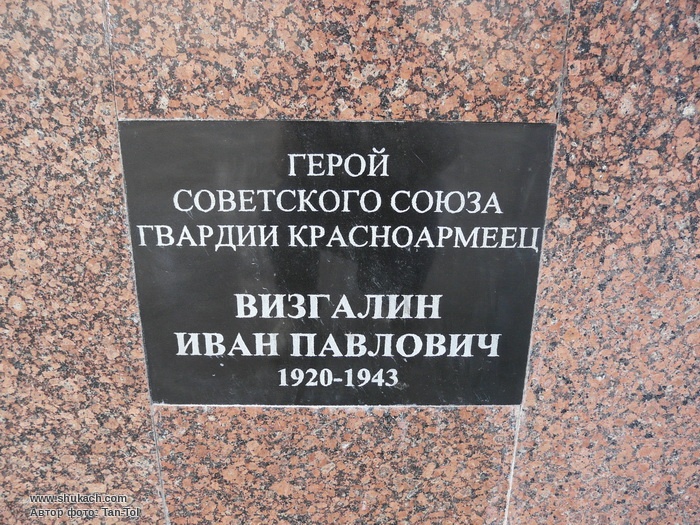 ГЕРОЙ
СОВЕТСКОГО СОЮЗА
ГВАРДИИ КРАСНОАРМЕЕЦ
ВИЗГАЛИН
ИВАН ПАВЛОВИЧ
1920-1943
www.shukach.com
Автор фото: Tan-Tol